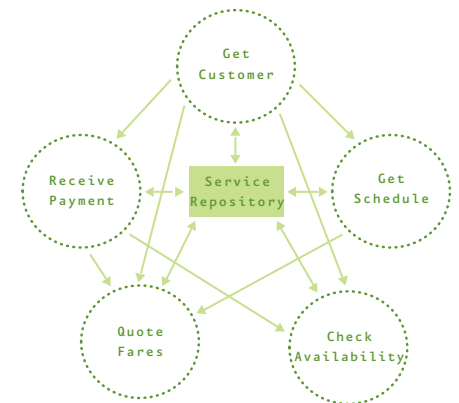 Get
Customer
Receive
Payment
Service
Repository
Get
Schedule
Quote
Fares
Check
Availability